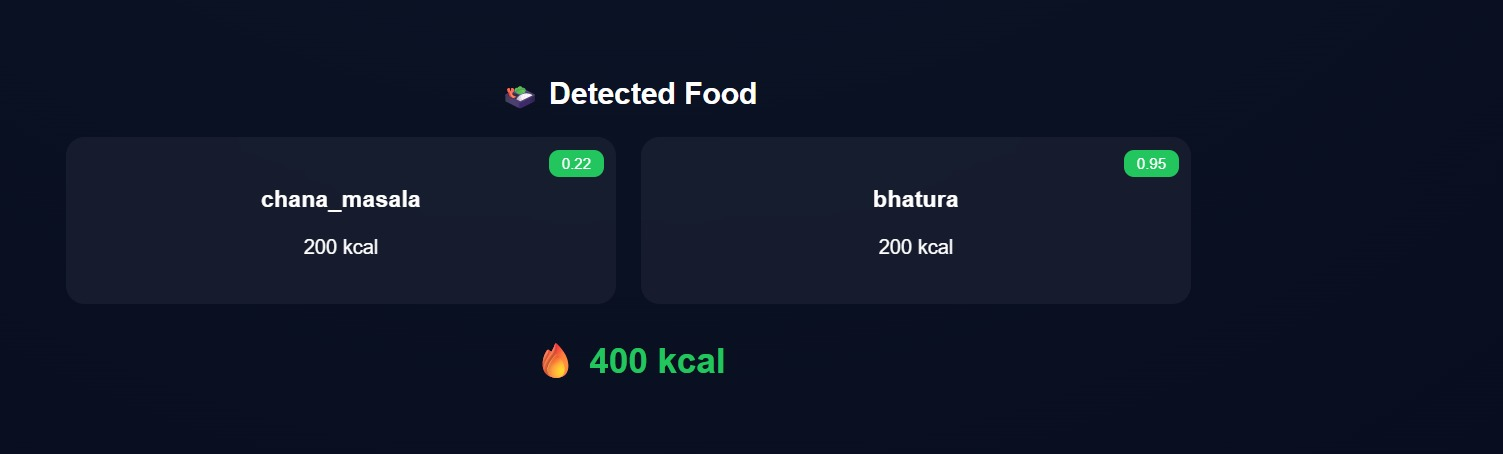 Detected Food
0.22
chana_masala
200 kcal
0.95
bhatura
200 kcal
400 kcal